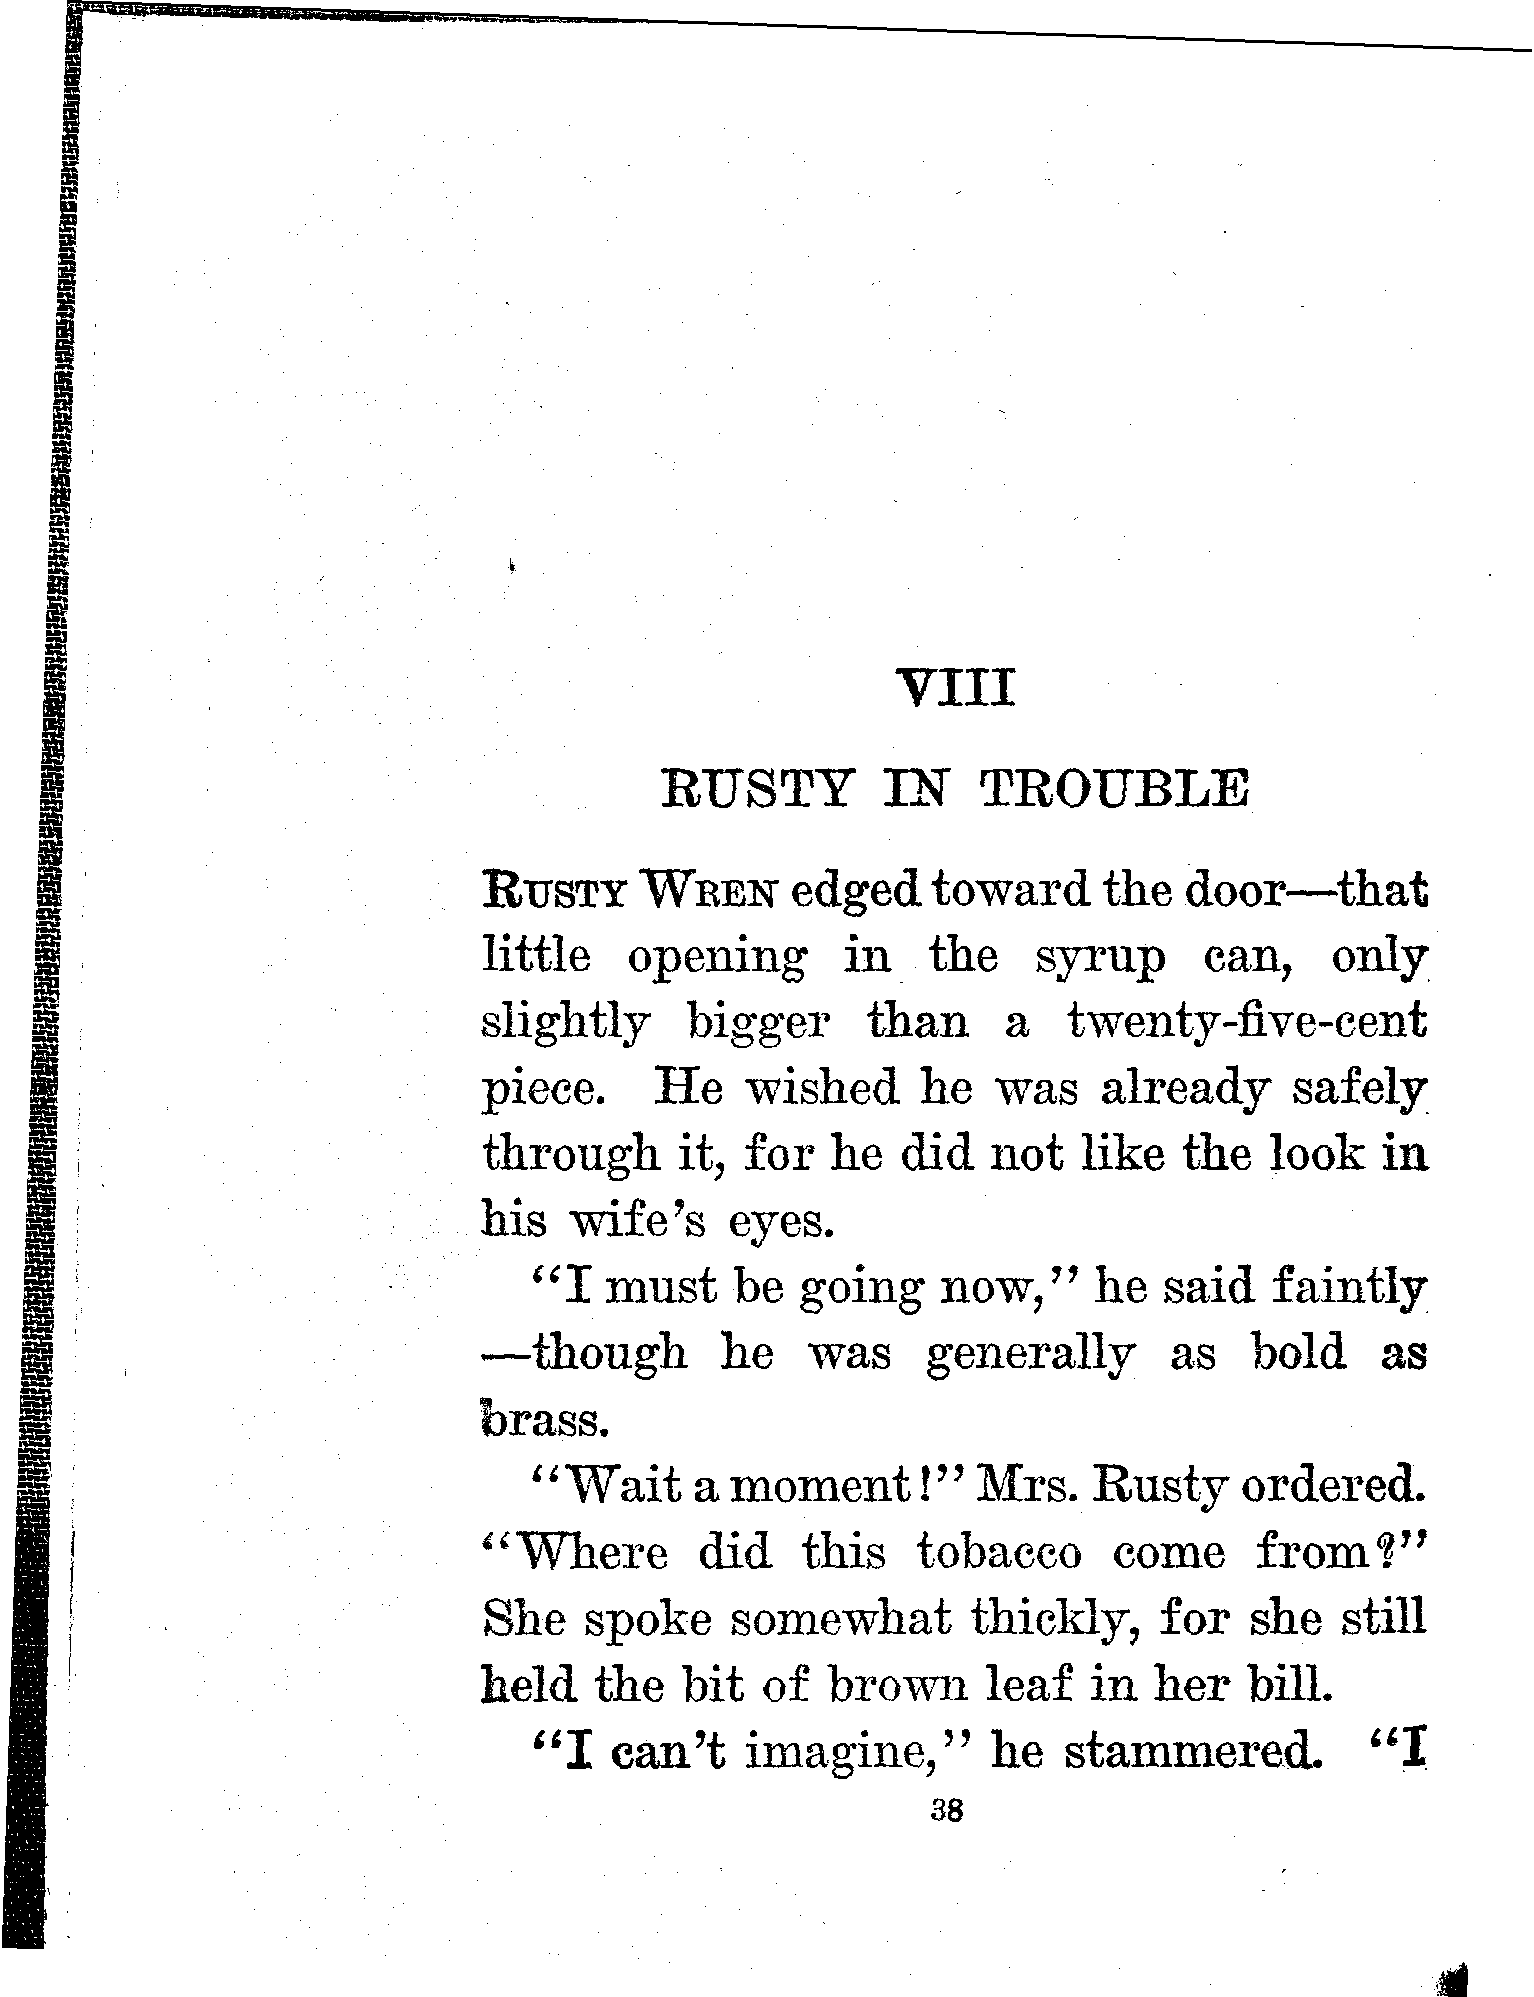 VIII
RUSTY IN TROUBLE
RUSTY WREN edged toward the door—that
little opening in the syrup can, only
slightly bigger than a twenty-five-cent
piece. He wished he was already safely
through it, for he did not like the look in
his wife's eyes.
"I must be going now," he said faintly
—though he was generally as bold as
brass.
"Wait a moment!" Mrs. Rusty ordered.
"Where did this tobacco come from?"
She spoke somewhat thickly, for she still
held the bit of brown leaf in her bill.
"I can't imagine," he stammered. "I
38